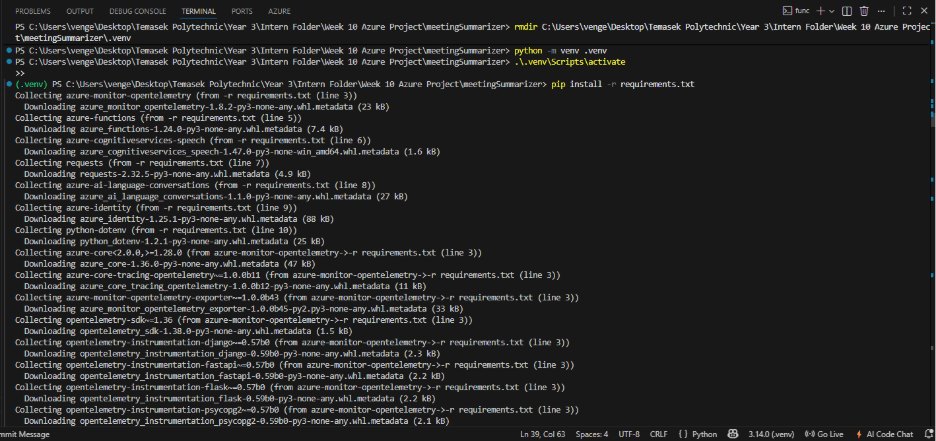 PROBLEMS OUTPUT DEBUG CONSOLE TERMINAL PORTS AZURE
func
PS C:\Users\venge\Desktop\Temasek Polytechnic\Year 3\Intern Folder\Week 10 Azure Project\meetingSummarizer> rmdir C:\Users\venge\Desktop\Temasek Polytechnic\Year 3\Intern Folder\Week 10 Azure Projec
t\meetingSummarizer\.venv
PS C:\Users\venge\Desktop\Temasek Polytechnic\Year 3\Intern Folder\Week 10 Azure Project\meetingSummarizer> python -m venv .venv
PS C:\Users\venge\Desktop\Temasek Polytechnic\Year 3\Intern Folder\Week 10 Azure Project\meetingSummarizer> .\.venv\Scripts\activate
>>
(.venv) PS C:\Users\venge\Desktop\Temasek Polytechnic\Year 3\Intern Folder\Week 10 Azure Project\meetingSummarizer> pip install -r requirements.txt
Collecting azure-monitor-opentelemetry (from -r requirements.txt (line 3))
Downloading azure_monitor_opentelemetry-1.8.2-py3-none-any.whl.metadata (23 kB)
Collecting azure-functions (from -r requirements.txt (line 5))
Downloading azure_functions-1.24.0-py3-none-any.whl.metadata (7.4 kB)
Collecting azure-cognitiveservices-speech (from -r requirements.txt (line 6))
Downloading azure_cognitiveservices_speech-1.47.0-py3-none-win_amd64.whl.metadata (1.6 kB)
Collecting requests (from -r requirements.txt (line 7))
Downloading requests-2.32.5-py3-none-any.whl.metadata (4.9 kB)
Collecting azure-ai-language-conversations (from -r requirements.txt (line 8))
Downloading azure_ai_language_conversations-1.1.0-py3-none-any.whl.metadata (27 kB)
Collecting azure-identity (from -r requirements.txt (line 9))
Downloading azure_identity-1.25.1-py3-none-any.whl.metadata (88 kB)
Collecting python-dotenv (from -r requirements.txt (line 10))
Downloading python_dotenv-1.2.1-py3-none-any.whl.metadata (25 kB)
Collecting azure-core<2.0.0,>=1.28.0 (from azure-monitor-opentelemetry->-r requirements.txt (line 3))
Downloading azure_core-1.36.0-py3-none-any.whl.metadata (47 kB)
Collecting azure-core-tracing-opentelemetry~=1.0.0b11 (from azure-monitor-opentelemetry->-r requirements.txt (line 3))
Downloading azure_core_tracing_opentelemetry-1.0.0b12-py3-none-any.whl.metadata (11 kB)
Collecting azure-monitor-opentelemetry-exporter~=1.0.0b43 (from azure-monitor-opentelemetry->-r requirements.txt (line 3))
Downloading azure_monitor_opentelemetry_exporter-1.0.0b45-py2.py3-none-any.whl.metadata (33 kB)
Collecting opentelemetry-sdk~=1.36 (from azure-monitor-opentelemetry->-r requirements.txt (line 3))
Downloading opentelemetry_sdk-1.38.0-py3-none-any.whl.metadata (1.5 kB)
Collecting opentelemetry-instrumentation-django~=0.57b0 (from azure-monitor-opentelemetry->-r requirements.txt (line 3))
Downloading opentelemetry_instrumentation_django-0.59b0-py3-none-any.whl.metadata (2.3 kB)
Collecting opentelemetry-instrumentation-fastapi~=0.57b0 (from azure-monitor-opentelemetry->-r requirements.txt (line 3))
Downloading opentelemetry_instrumentation_fastapi-0.59b0-py3-none-any.whl.metadata (2.2 kB)
Collecting opentelemetry-instrumentation-flask~=0.57b0 (from azure-monitor-opentelemetry->-r requirements.txt (line 3))
Downloading opentelemetry_instrumentation_flask-0.59b0-py3-none-any.whl.metadata (2.2 kB)
Collecting opentelemetry-instrumentation-psycopg2~=0.57b0 (from azure-monitor-opentelemetry->-r requirements.txt (line 3))
Downloading opentelemetry_instrumentation_psycopg2-0.59b0-py3-none-any.whl.metadata (2.1 kB)
mmit Message Ln 39, Col 63 Spaces: 4 UTF-8 CRLF { } Python 3.14.0 (.venv) Go Live AI Code Chat